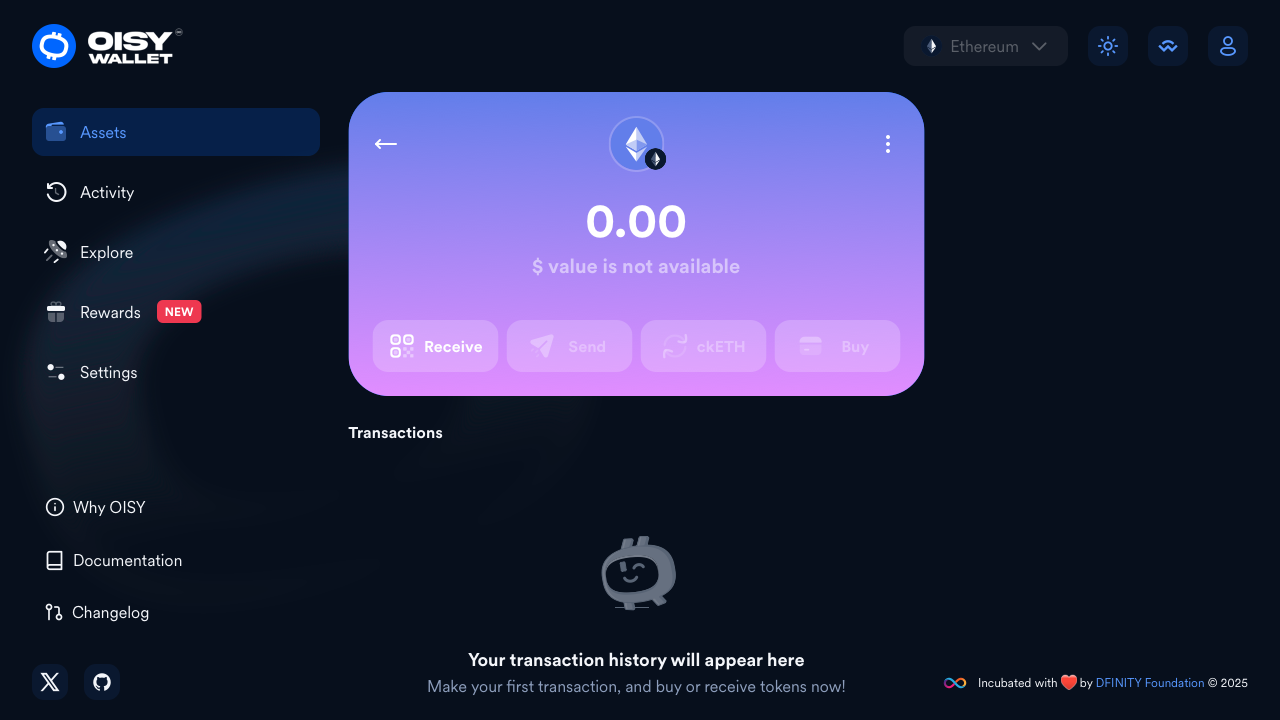 OISY
WALLET
Ethereum
Assets
Activity
Explore
Rewards NEW
Settings
Why OISY
Documentation
Changelog
0.00
$ value is not available
Receive
Send
ckETH
Buy
Transactions
Your transaction history will appear here
Make your first transaction, and buy or receive tokens now!
Incubated with ❤️ by DFINITY Foundation © 2025